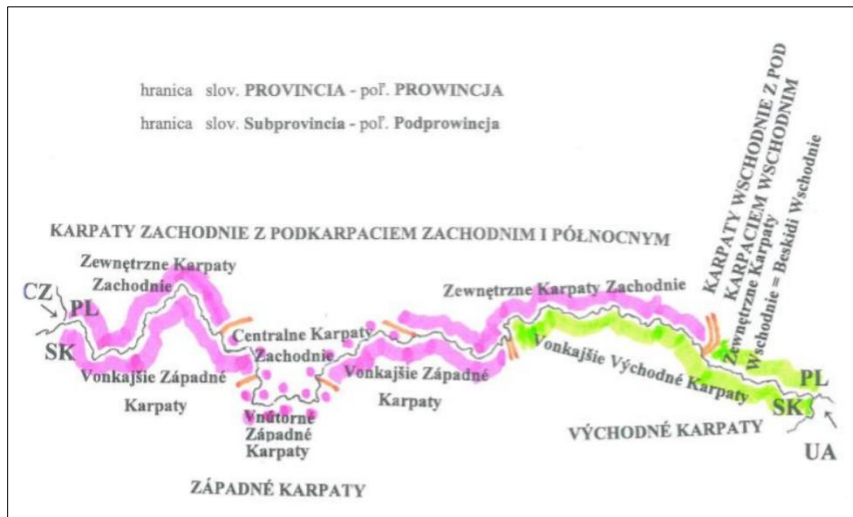 hranica slov. PROVINCIA - poľ. PROWINCJA
hranica slov. Subprovincia - poľ. Podprowincja
KARPATY ZACHODNIE Z PODKARPACIEM ZACHODNIM I PÓŁNOCNYM
KARPATY WSCHODNIE Z POD
KARPACIEM WSCHODNIM
Zewnętrzne Karpaty
Wschodnie = Beskidi Wschodnie
Zewnętrzne Karpaty
Zachodnie
Zewnętrzne Karpaty Zachodnie
CZ
PL
SK
Centralne Karpaty
Zachodnie
Vonkajšie Západné
Karpaty
Vonkajšie Západné
Karpaty
Vonkajšie Východné Karpaty
Vnútorné
Západné
Karpaty
PL
SK
UA
VÝCHODNÉ KARPATY
ZÁPADNÉ KARPATY